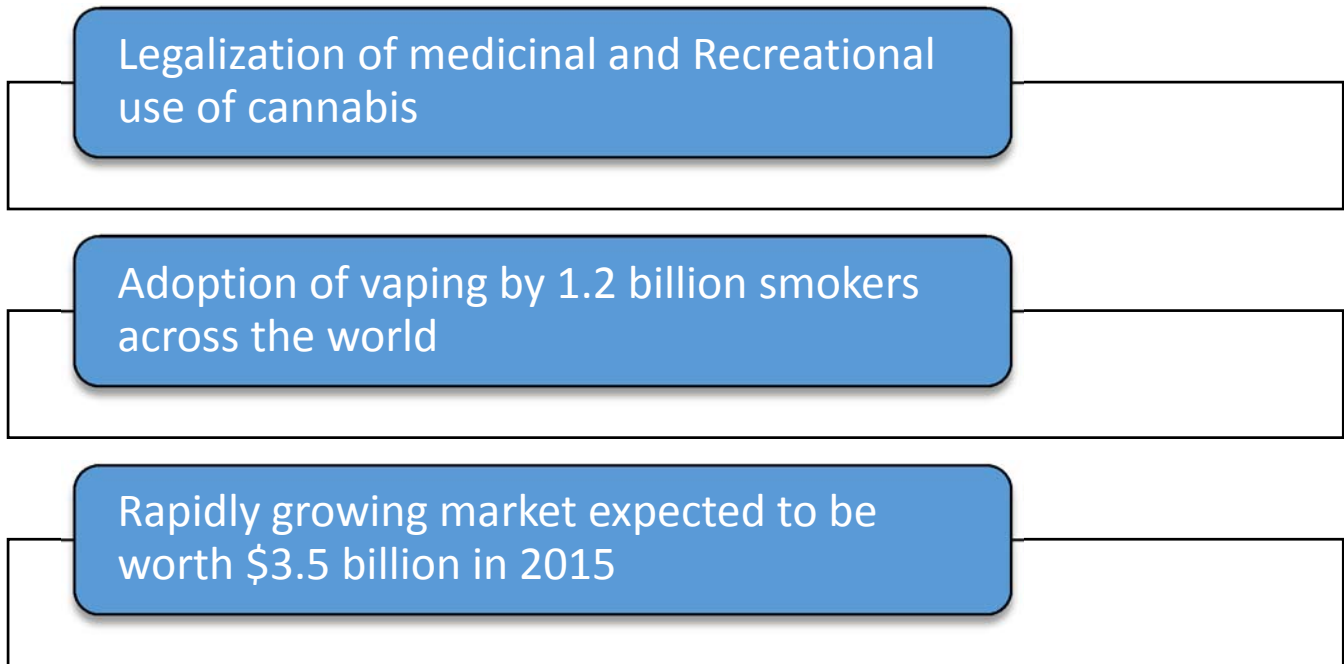 Legalization of medicinal and Recreational
use of cannabis
Adoption of vaping by 1.2 billion smokers
across the world
Rapidly growing market expected to be
worth $3.5 billion in 2015